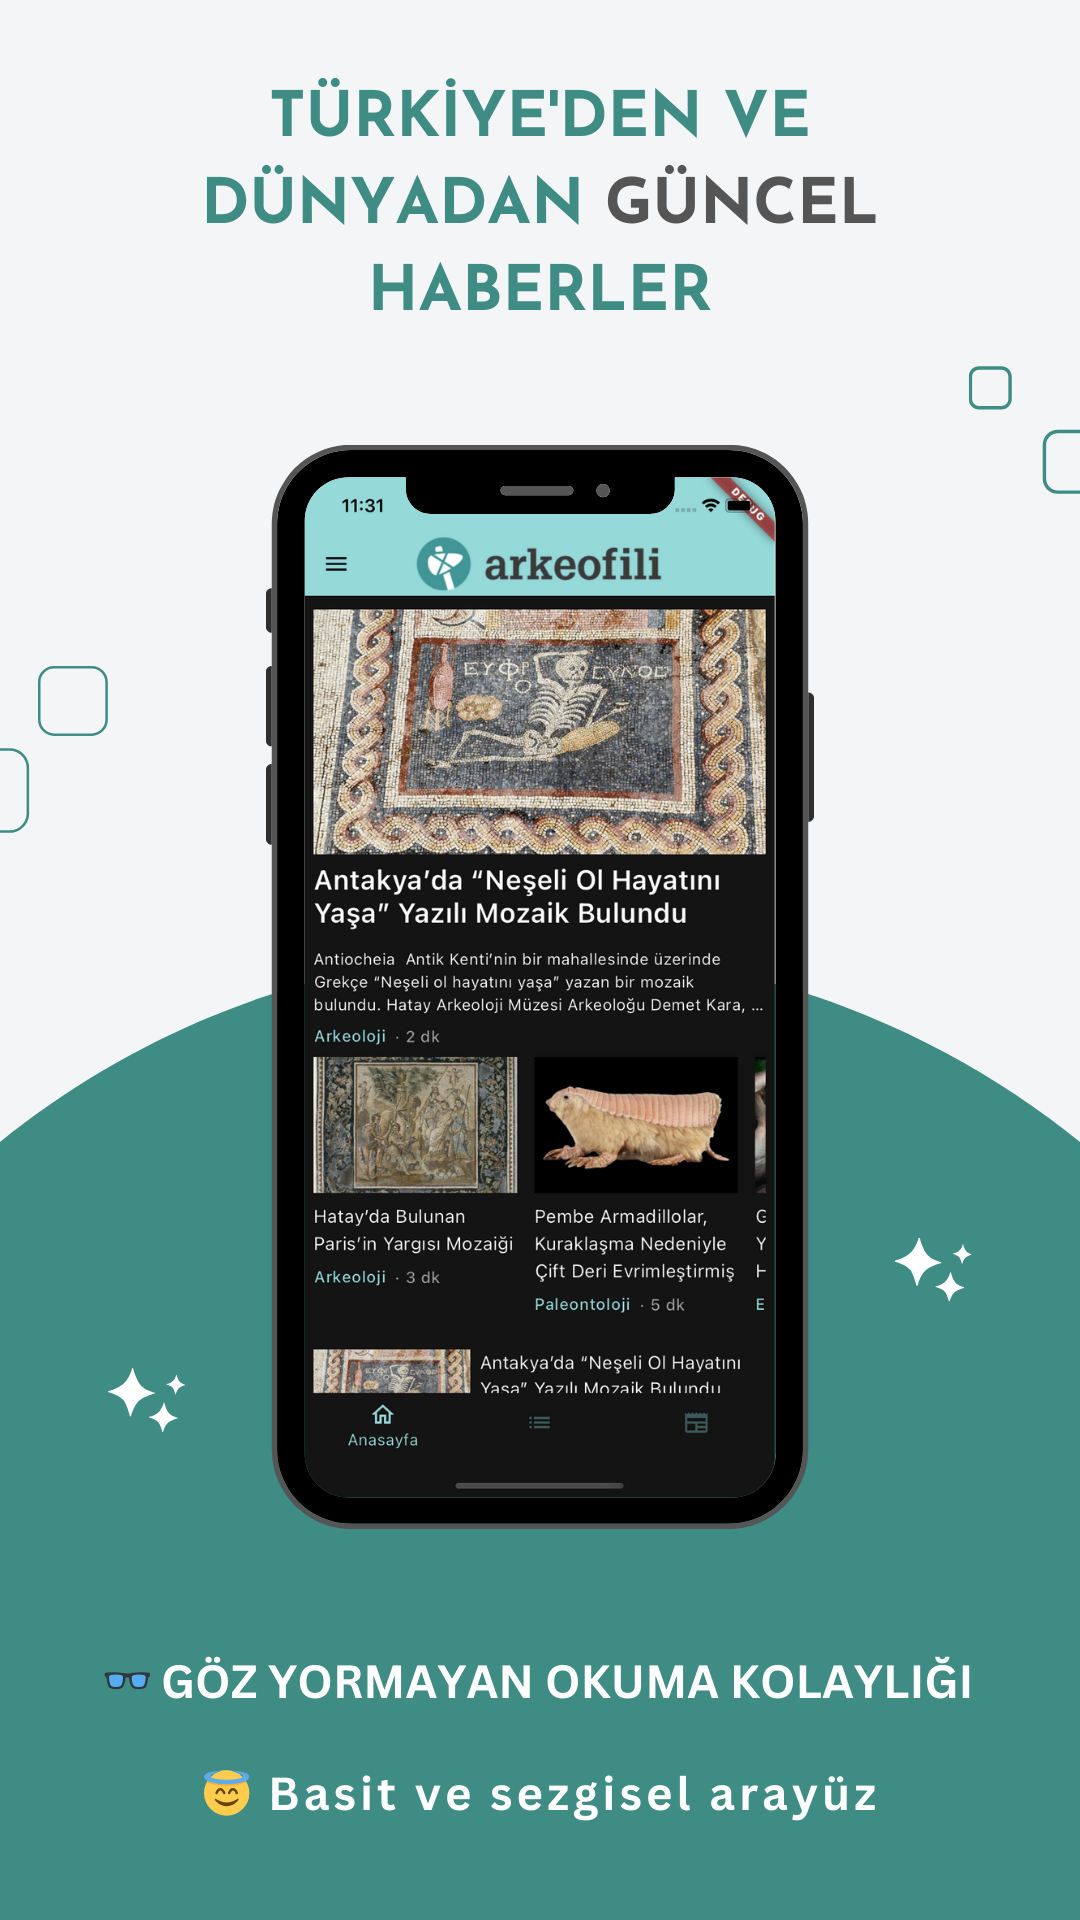 TÜRKİYE'DEN VE
DÜNYADAN GÜNCEL
HABERLER
11:31
DEBUG
arkeofili
ΕΥΦΡ
Ο
ΣΥΝΟΣ
Antakya’da “Neşeli Ol Hayatını
Yaşa” Yazılı Mozaik Bulundu
Antiocheia Antik Kenti’nin bir mahallesinde üzerinde
Grekçe “Neşeli ol hayatını yaşa” yazan bir mozaik
bulundu. Hatay Arkeoloji Müzesi Arkeoloğu Demet Kara, ...
Arkeoloji · 2 dk
Hatay’da Bulunan
Paris’in Yargısı Mozaiği
Arkeoloji · 3 dk
Pembe Armadillolar,
Kuraklaşma Nedeniyle
Çift Deri Evrimleştirmiş
Paleontoloji · 5 dk
G
Y
H
E
Antakya’da “Neşeli Ol Hayatını
Yaşa” Yazılı Mozaik Bulundu
Anasayfa
👓 GÖZ YORMAYAN OKUMA KOLAYLIĞI
😇 Basit ve sezgisel arayüz